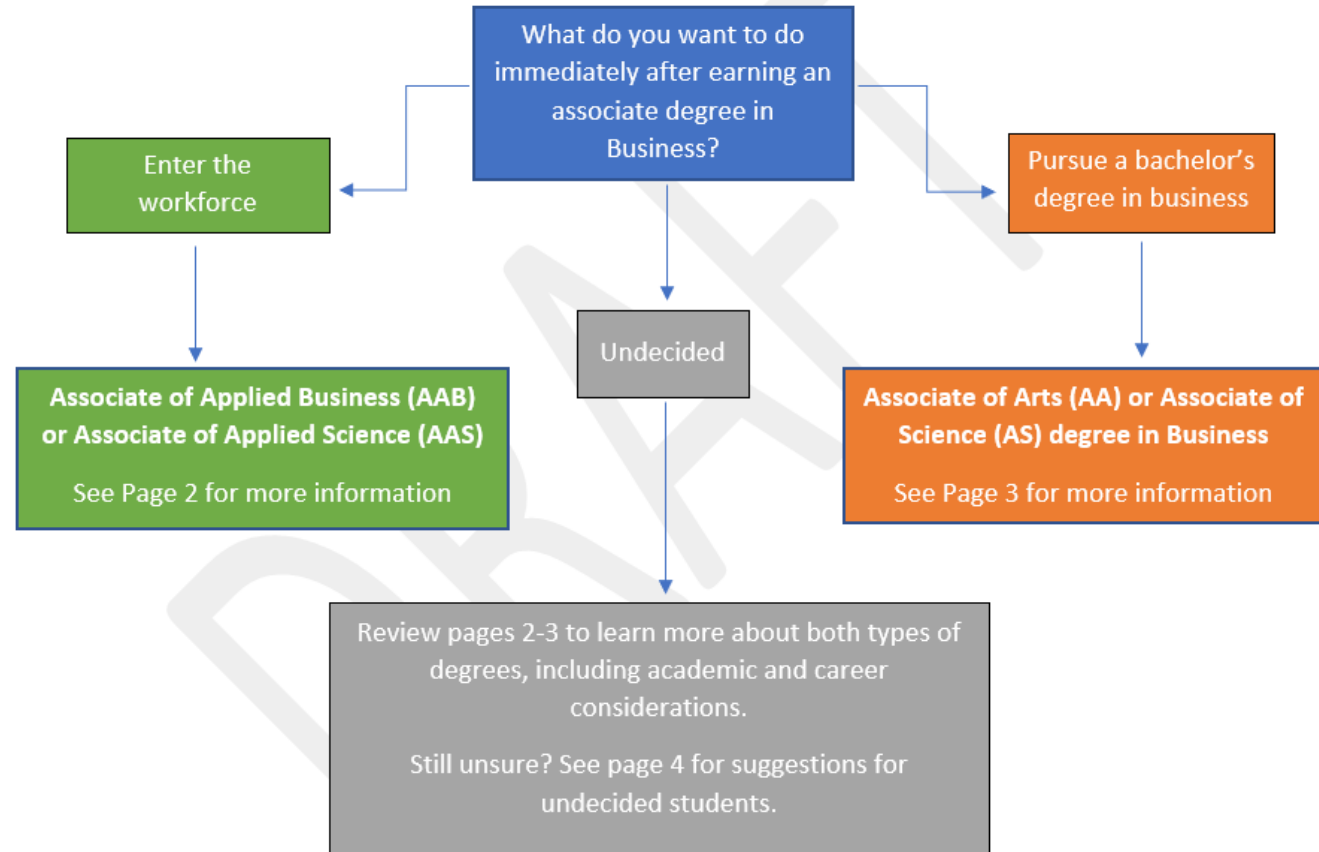 What do you want to do
immediately after earning an
associate degree in
Business?
Enter the
workforce
Pursue a bachelor’s
degree in business
Undecided
Associate of Applied Business (AAB)
or Associate of Applied Science (AAS)
See Page 2 for more information
Associate of Arts (AA) or Associate of
Science (AS) degree in Business
See Page 3 for more information
Review pages 2-3 to learn more about both types of
degrees, including academic and career
considerations.
Still unsure? See page 4 for suggestions for
undecided students.
DRAFT